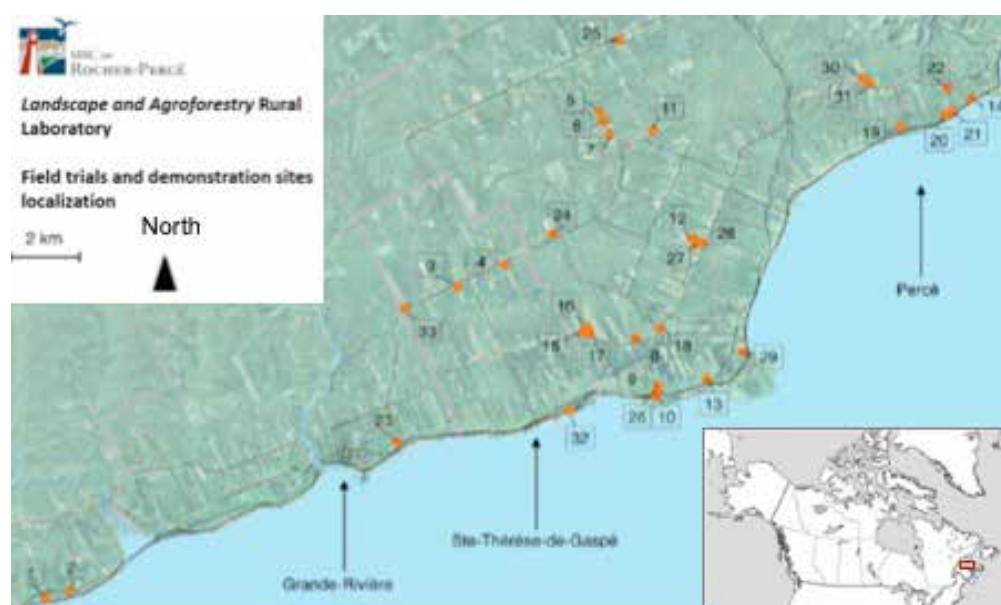 MRC DE
ROCHER-PERCÉ
Landscape and Agroforestry Rural
Laboratory
Field trials and demonstration sites
localization
North
2 km
25
30
31
22
5
6
7
11
19
20
21
24
12
28
27
4
33
16
15
17
8
18
29
9
13
26
10
32
23
1
2
Percé
Ste-Thérèse-de-Gaspé
Grande-Rivière